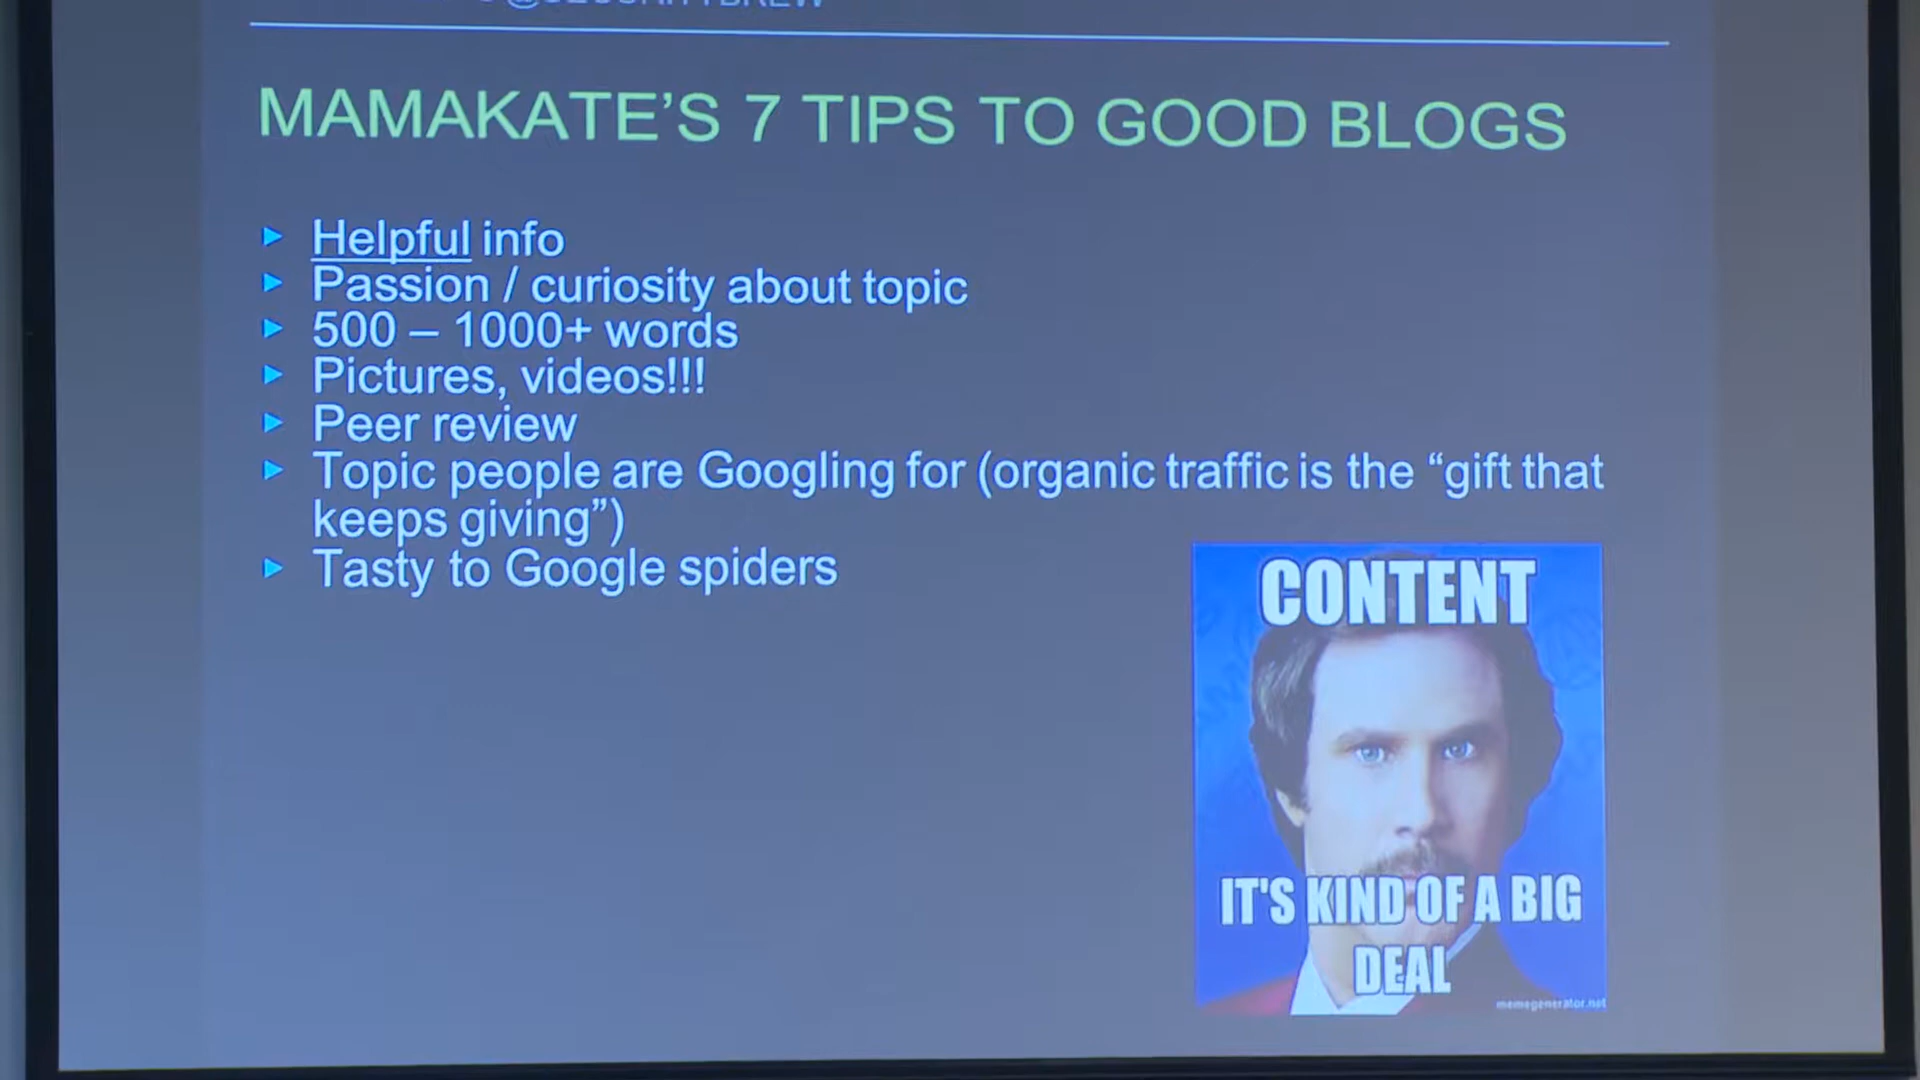 @SECURITYBREW
MAMAKATE'S 7 TIPS TO GOOD BLOGS
Helpful info
Passion / curiosity about topic
500 – 1000+ words
Pictures, videos!!!
Peer review
Topic people are Googling for (organic traffic is the “gift that
keeps giving”)
Tasty to Google spiders
CONTENT
IT'S KIND OF A BIG
DEAL
memegenerator.net